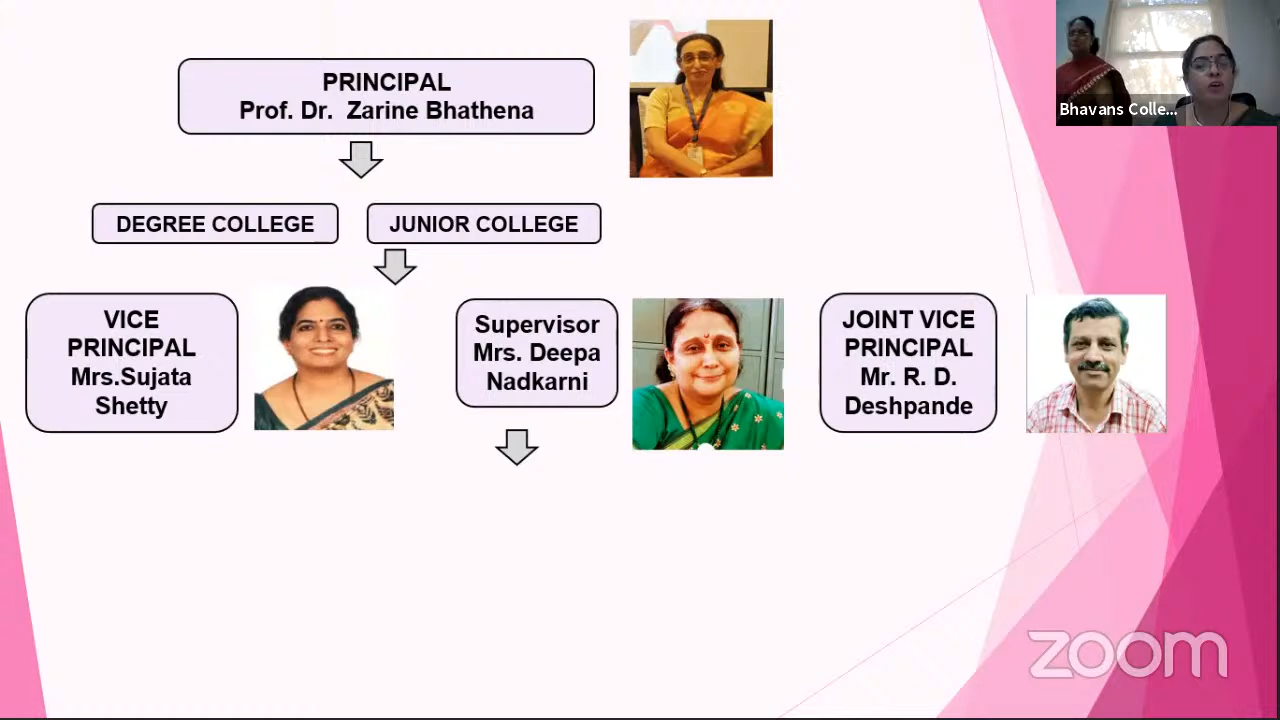 PRINCIPAL
Prof. Dr. Zarine Bhathena
Bhavans Colle...
DEGREE COLLEGE
JUNIOR COLLEGE
VICE
PRINCIPAL
Mrs.Sujata
Shetty
Supervisor
Mrs. Deepa
Nadkarni
JOINT VICE
PRINCIPAL
Mr. R. D.
Deshpande
zoom